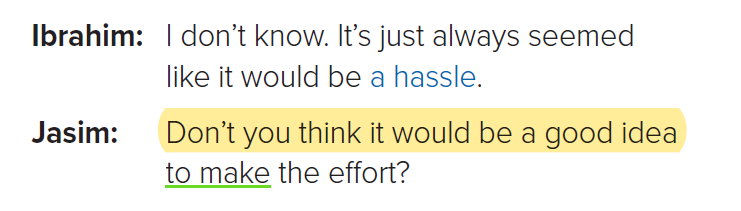 Ibrahim: I don’t know. It’s just always seemed
like it would be a hassle.
Jasim: Don’t you think it would be a good idea
to make the effort?